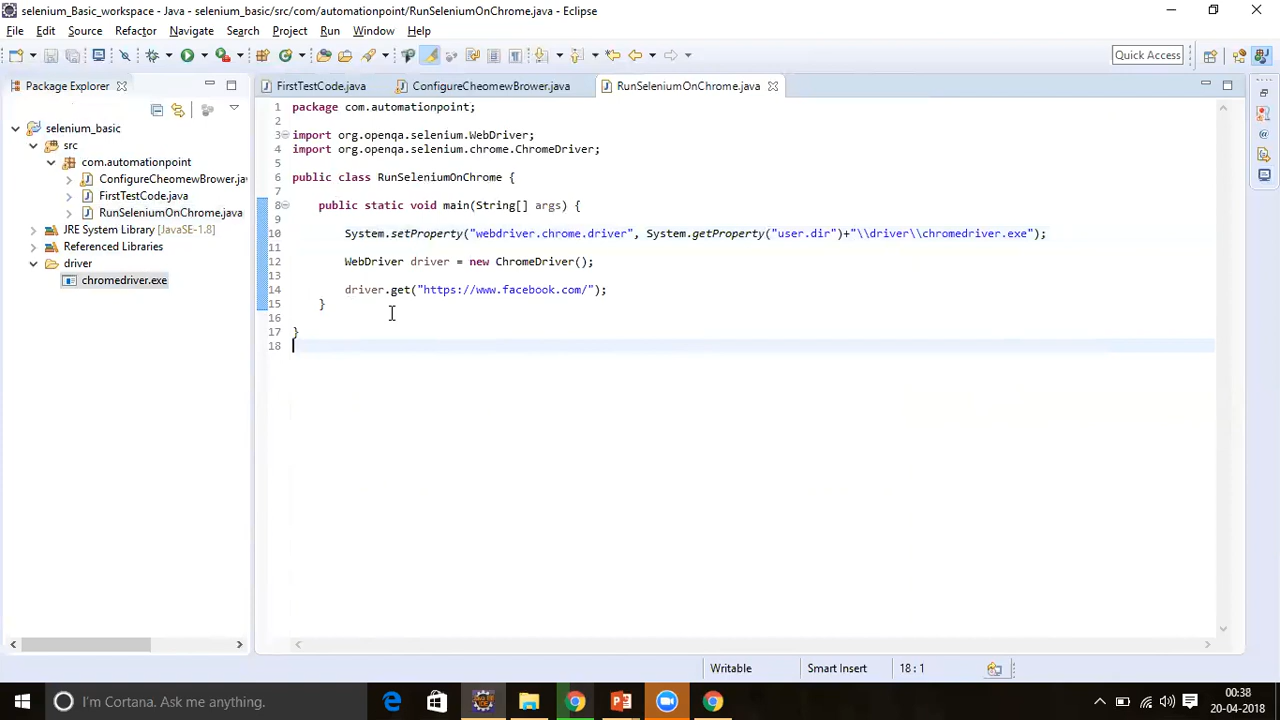 selenium_Basic_workspace - Java - selenium_basic/src/com/automationpoint/RunSeleniumOnChrome.java - Eclipse
File Edit Source Refactor Navigate Search Project Run Window Help
Quick Access
Package Explorer
FirstTestCode.java ConfigureCheomewBrower.java RunSeleniumOnChrome.java
selenium_basic
src
com.automationpoint
ConfigureCheomewBrower.ja
FirstTestCode.java
RunSeleniumOnChrome.java
JRE System Library [JavaSE-1.8]
Referenced Libraries
driver
chromedriver.exe
1 package com.automationpoint;
2
3 import org.openqa.selenium.WebDriver;
4 import org.openqa.selenium.chrome.ChromeDriver;
5
6 public class RunSeleniumOnChrome {
7
8 public static void main(String[] args) {
9
10 System.setProperty("webdriver.chrome.driver", System.getProperty("user.dir")+"\\driver\\chromedriver.exe");
11
12 WebDriver driver = new ChromeDriver();
13
14 driver.get("https://www.facebook.com/");
15 }
16
17 }
18
Writable Smart Insert 18 : 1
I'm Cortana. Ask me anything.
00:38
20-04-2018